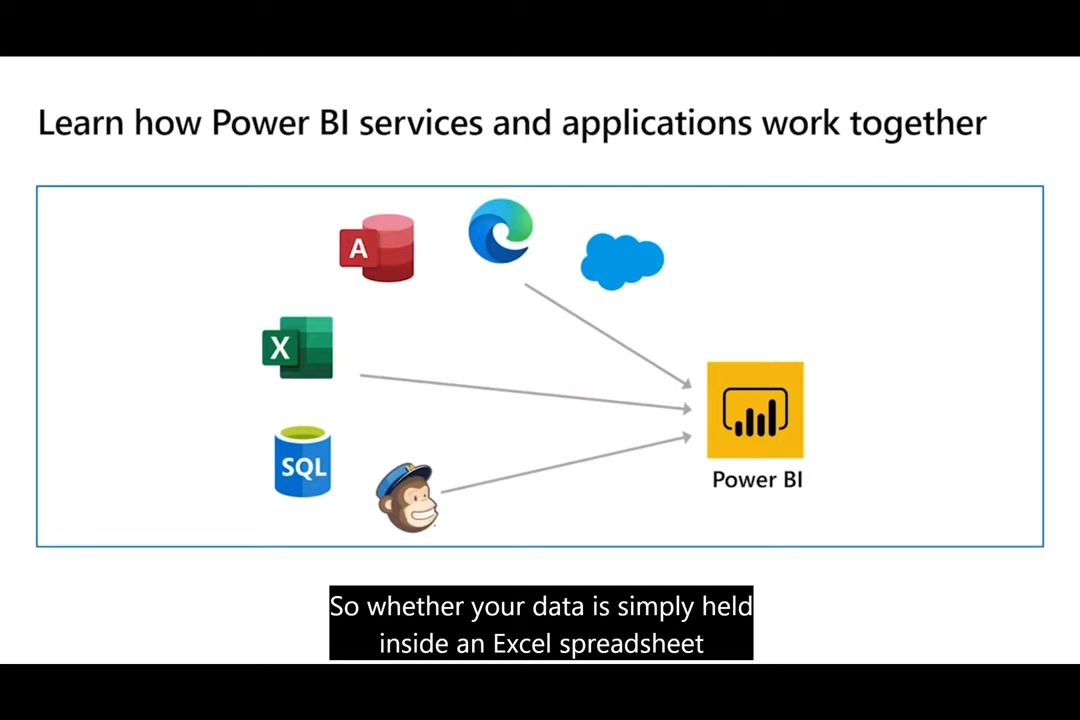 Learn how Power BI services and applications work together
A
X
SQL
Power BI
So whether your data is simply held
inside an Excel spreadsheet